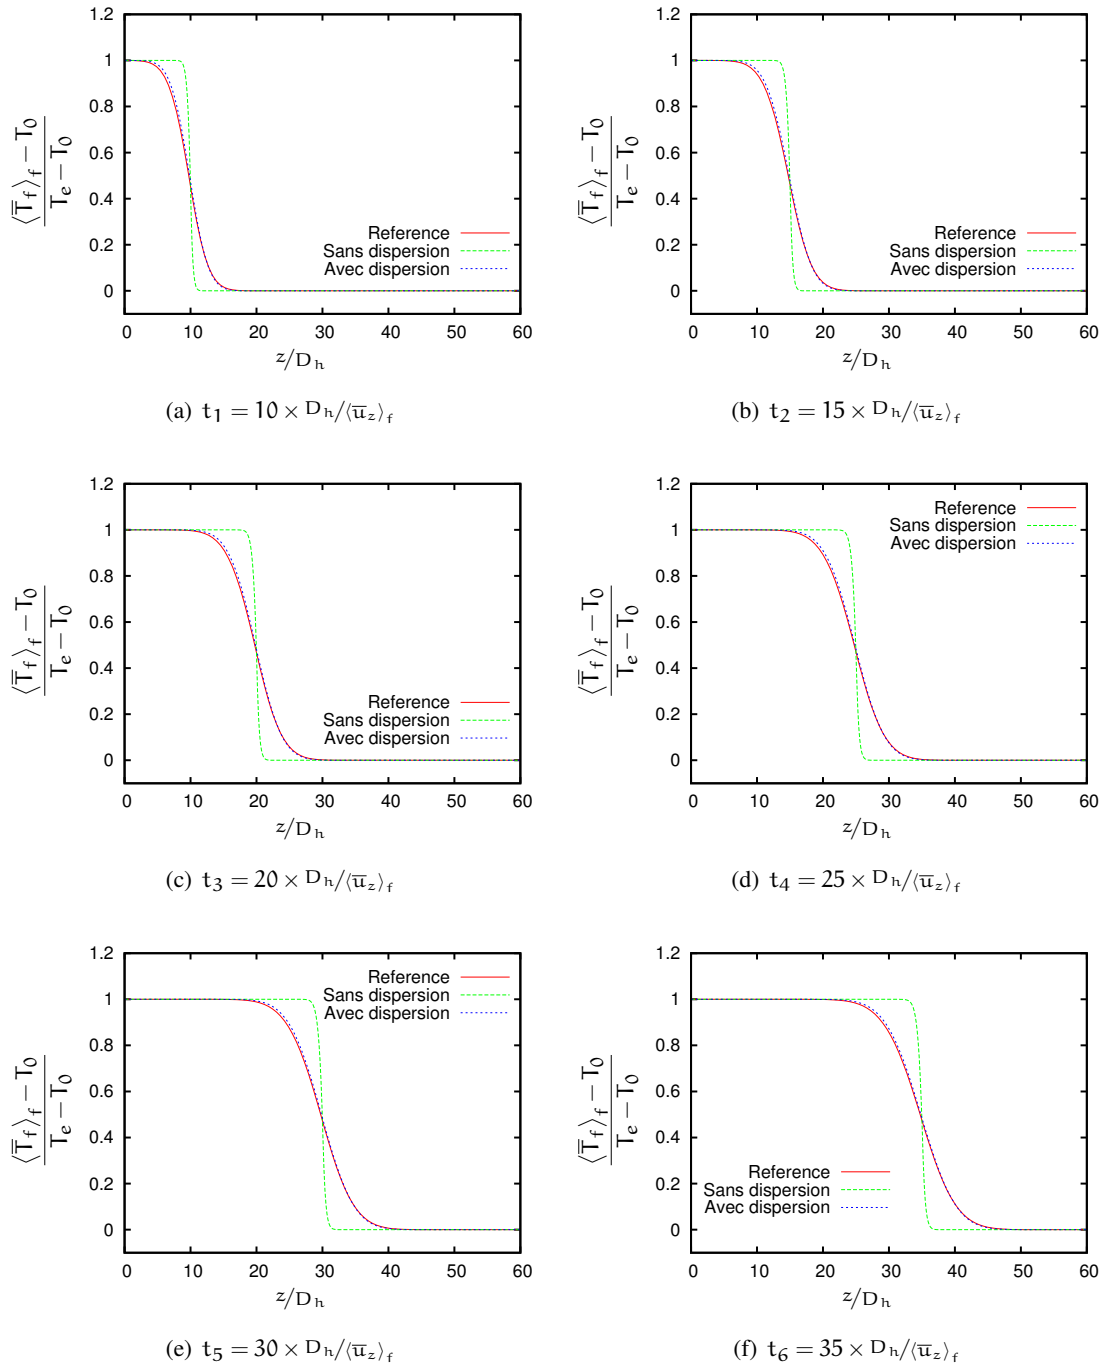 1.2
1
0.8
0.6
0.4
0.2
0
⟨T̿f⟩f − T0
Te − T0
Reference
Sans dispersion
Avec dispersion
0 10 20 30 40 50 60
z/Dh
(a) t1 = 10 × Dh/⟨u̅z⟩f
1.2
1
0.8
0.6
0.4
0.2
0
⟨T̿f⟩f − T0
Te − T0
Reference
Sans dispersion
Avec dispersion
0 10 20 30 40 50 60
z/Dh
(b) t2 = 15 × Dh/⟨u̅z⟩f
1.2
1
0.8
0.6
0.4
0.2
0
⟨T̿f⟩f − T0
Te − T0
Reference
Sans dispersion
Avec dispersion
0 10 20 30 40 50 60
z/Dh
(c) t3 = 20 × Dh/⟨u̅z⟩f
1.2
1
0.8
0.6
0.4
0.2
0
⟨T̿f⟩f − T0
Te − T0
Reference
Sans dispersion
Avec dispersion
0 10 20 30 40 50 60
z/Dh
(d) t4 = 25 × Dh/⟨u̅z⟩f
1.2
1
0.8
0.6
0.4
0.2
0
⟨T̿f⟩f − T0
Te − T0
Reference
Sans dispersion
Avec dispersion
0 10 20 30 40 50 60
z/Dh
(e) t5 = 30 × Dh/⟨u̅z⟩f
1.2
1
0.8
0.6
0.4
0.2
0
⟨T̿f⟩f − T0
Te − T0
Reference
Sans dispersion
Avec dispersion
0 10 20 30 40 50 60
z/Dh
(f) t6 = 35 × Dh/⟨u̅z⟩f